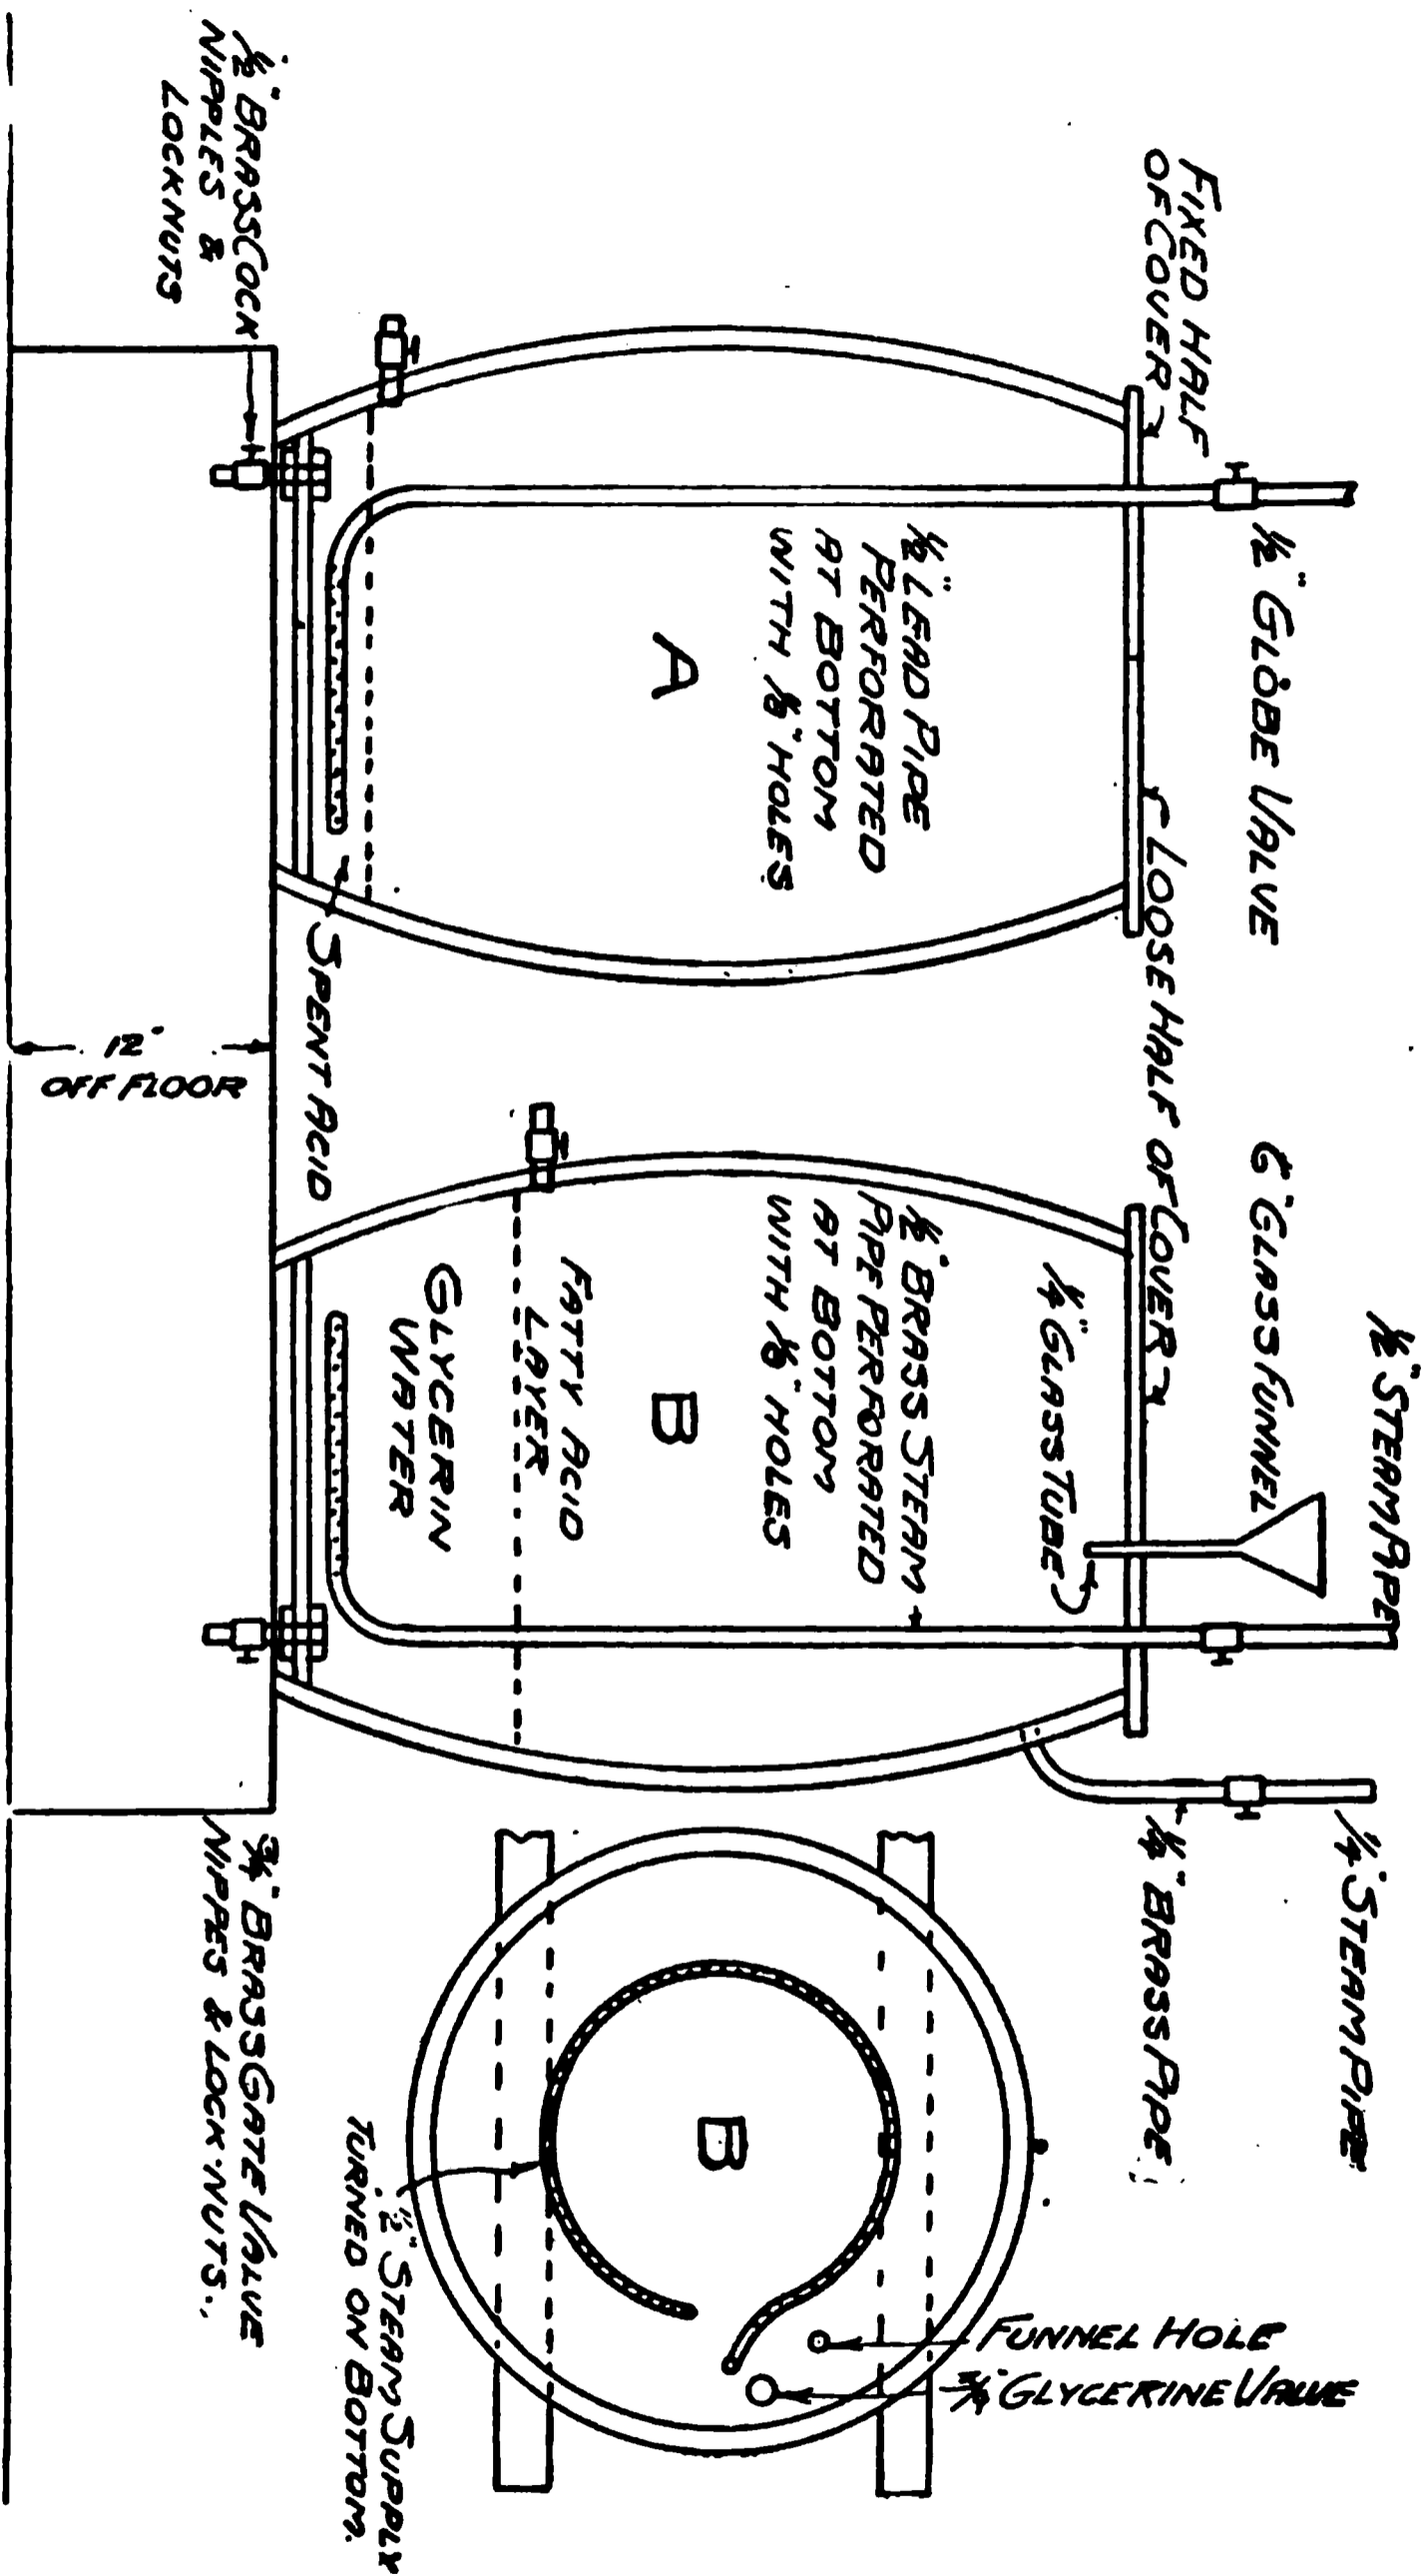 1/2" STEAM PIPE
1/4" STEAM PIPE
1/2" GLOBE VALVE
6" GLASS FUNNEL
FIXED HALF
OF COVER
LOOSE HALF OF COVER
1/4" BRASS PIPE
1/4" GLASS TUBE
1/2" LEAD PIPE
PERFORATED
AT BOTTOM
WITH 1/8" HOLES
A
1/2" BRASS STEAM
PIPE PERFORATED
AT BOTTOM
WITH 1/8" HOLES
B
FATTY ACID
LAYER
GLYCERIN
WATER
SPENT ACID
1/2" BRASS COCK
NIPPLES &
LOCKNUTS
12"
OFF FLOOR
3/4" BRASS GATE VALVE
NIPPES & LOCK-NUTS.
B
FUNNEL HOLE
3/4" GLYCERINE VALVE
1/2" STEAM SUPPLY
TURNED ON BOTTOM.